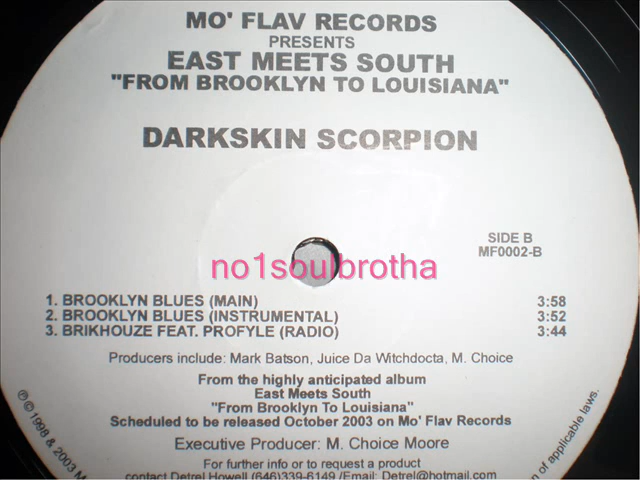 MO' FLAV RECORDS
PRESENTS
EAST MEETS SOUTH
"FROM BROOKLYN TO LOUISIANA"
DARKSKIN SCORPION
SIDE B
MF0002-B
no1soulbrotha
1. BROOKLYN BLUES (MAIN) 3:58
2. BROOKLYN BLUES (INSTRUMENTAL) 3:52
3. BRIKHOUZE FEAT. PROFYLE (RADIO) 3:44
Producers include: Mark Batson, Juice Da Witchdocta, M. Choice
From the highly anticipated album
East Meets South
"From Brooklyn To Louisiana"
Scheduled to be released October 2003 on Mo' Flav Records
Executive Producer: M. Choice Moore
For further info or to request a product
contact Detrel Howell (646)339-6149 /Email: Detrel@hotmail.com
℗ © 1998 & 2003 M
n of applicable laws.